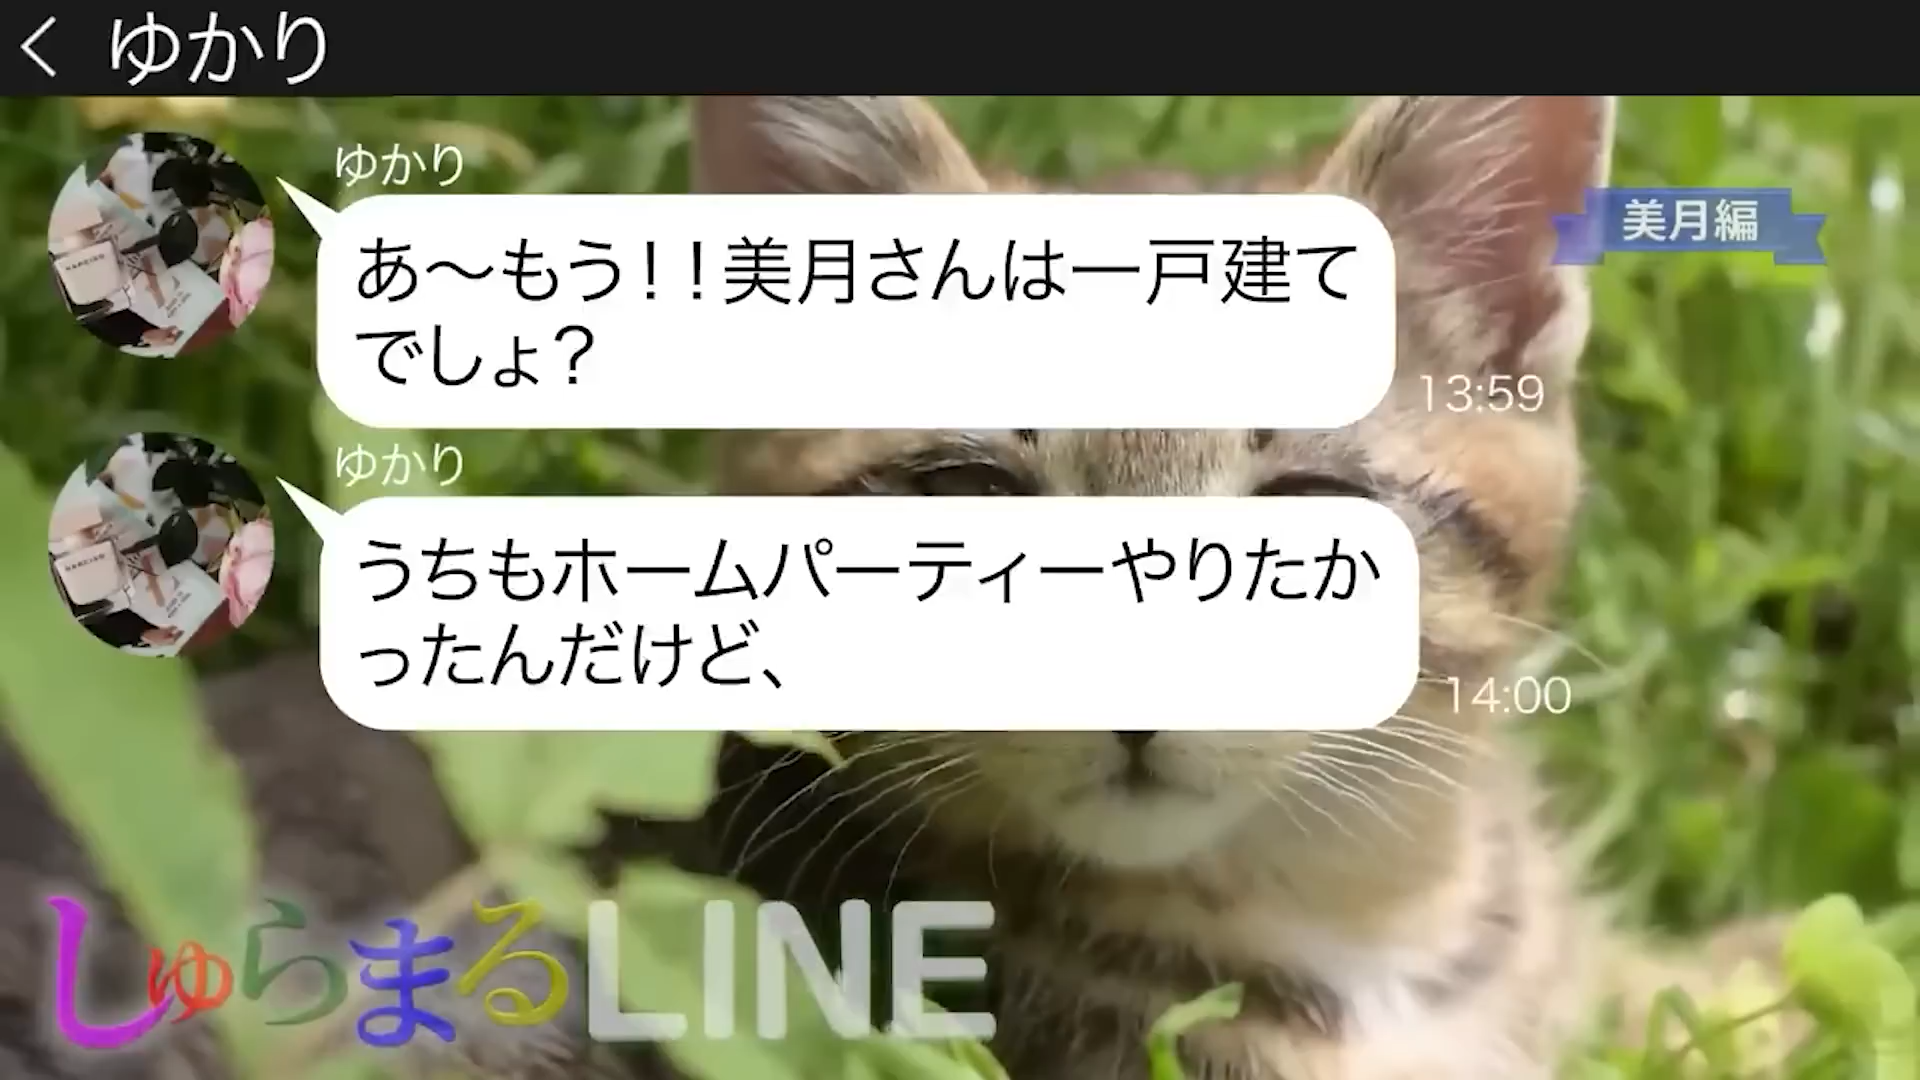 ゆかり
ゆかり
あ〜もう！！美月さんは一戸建て
でしょ？
13:59
美月編
ゆかり
うちもホームパーティーやりたか
ったんだけど、
14:00
しゅらまるLINE